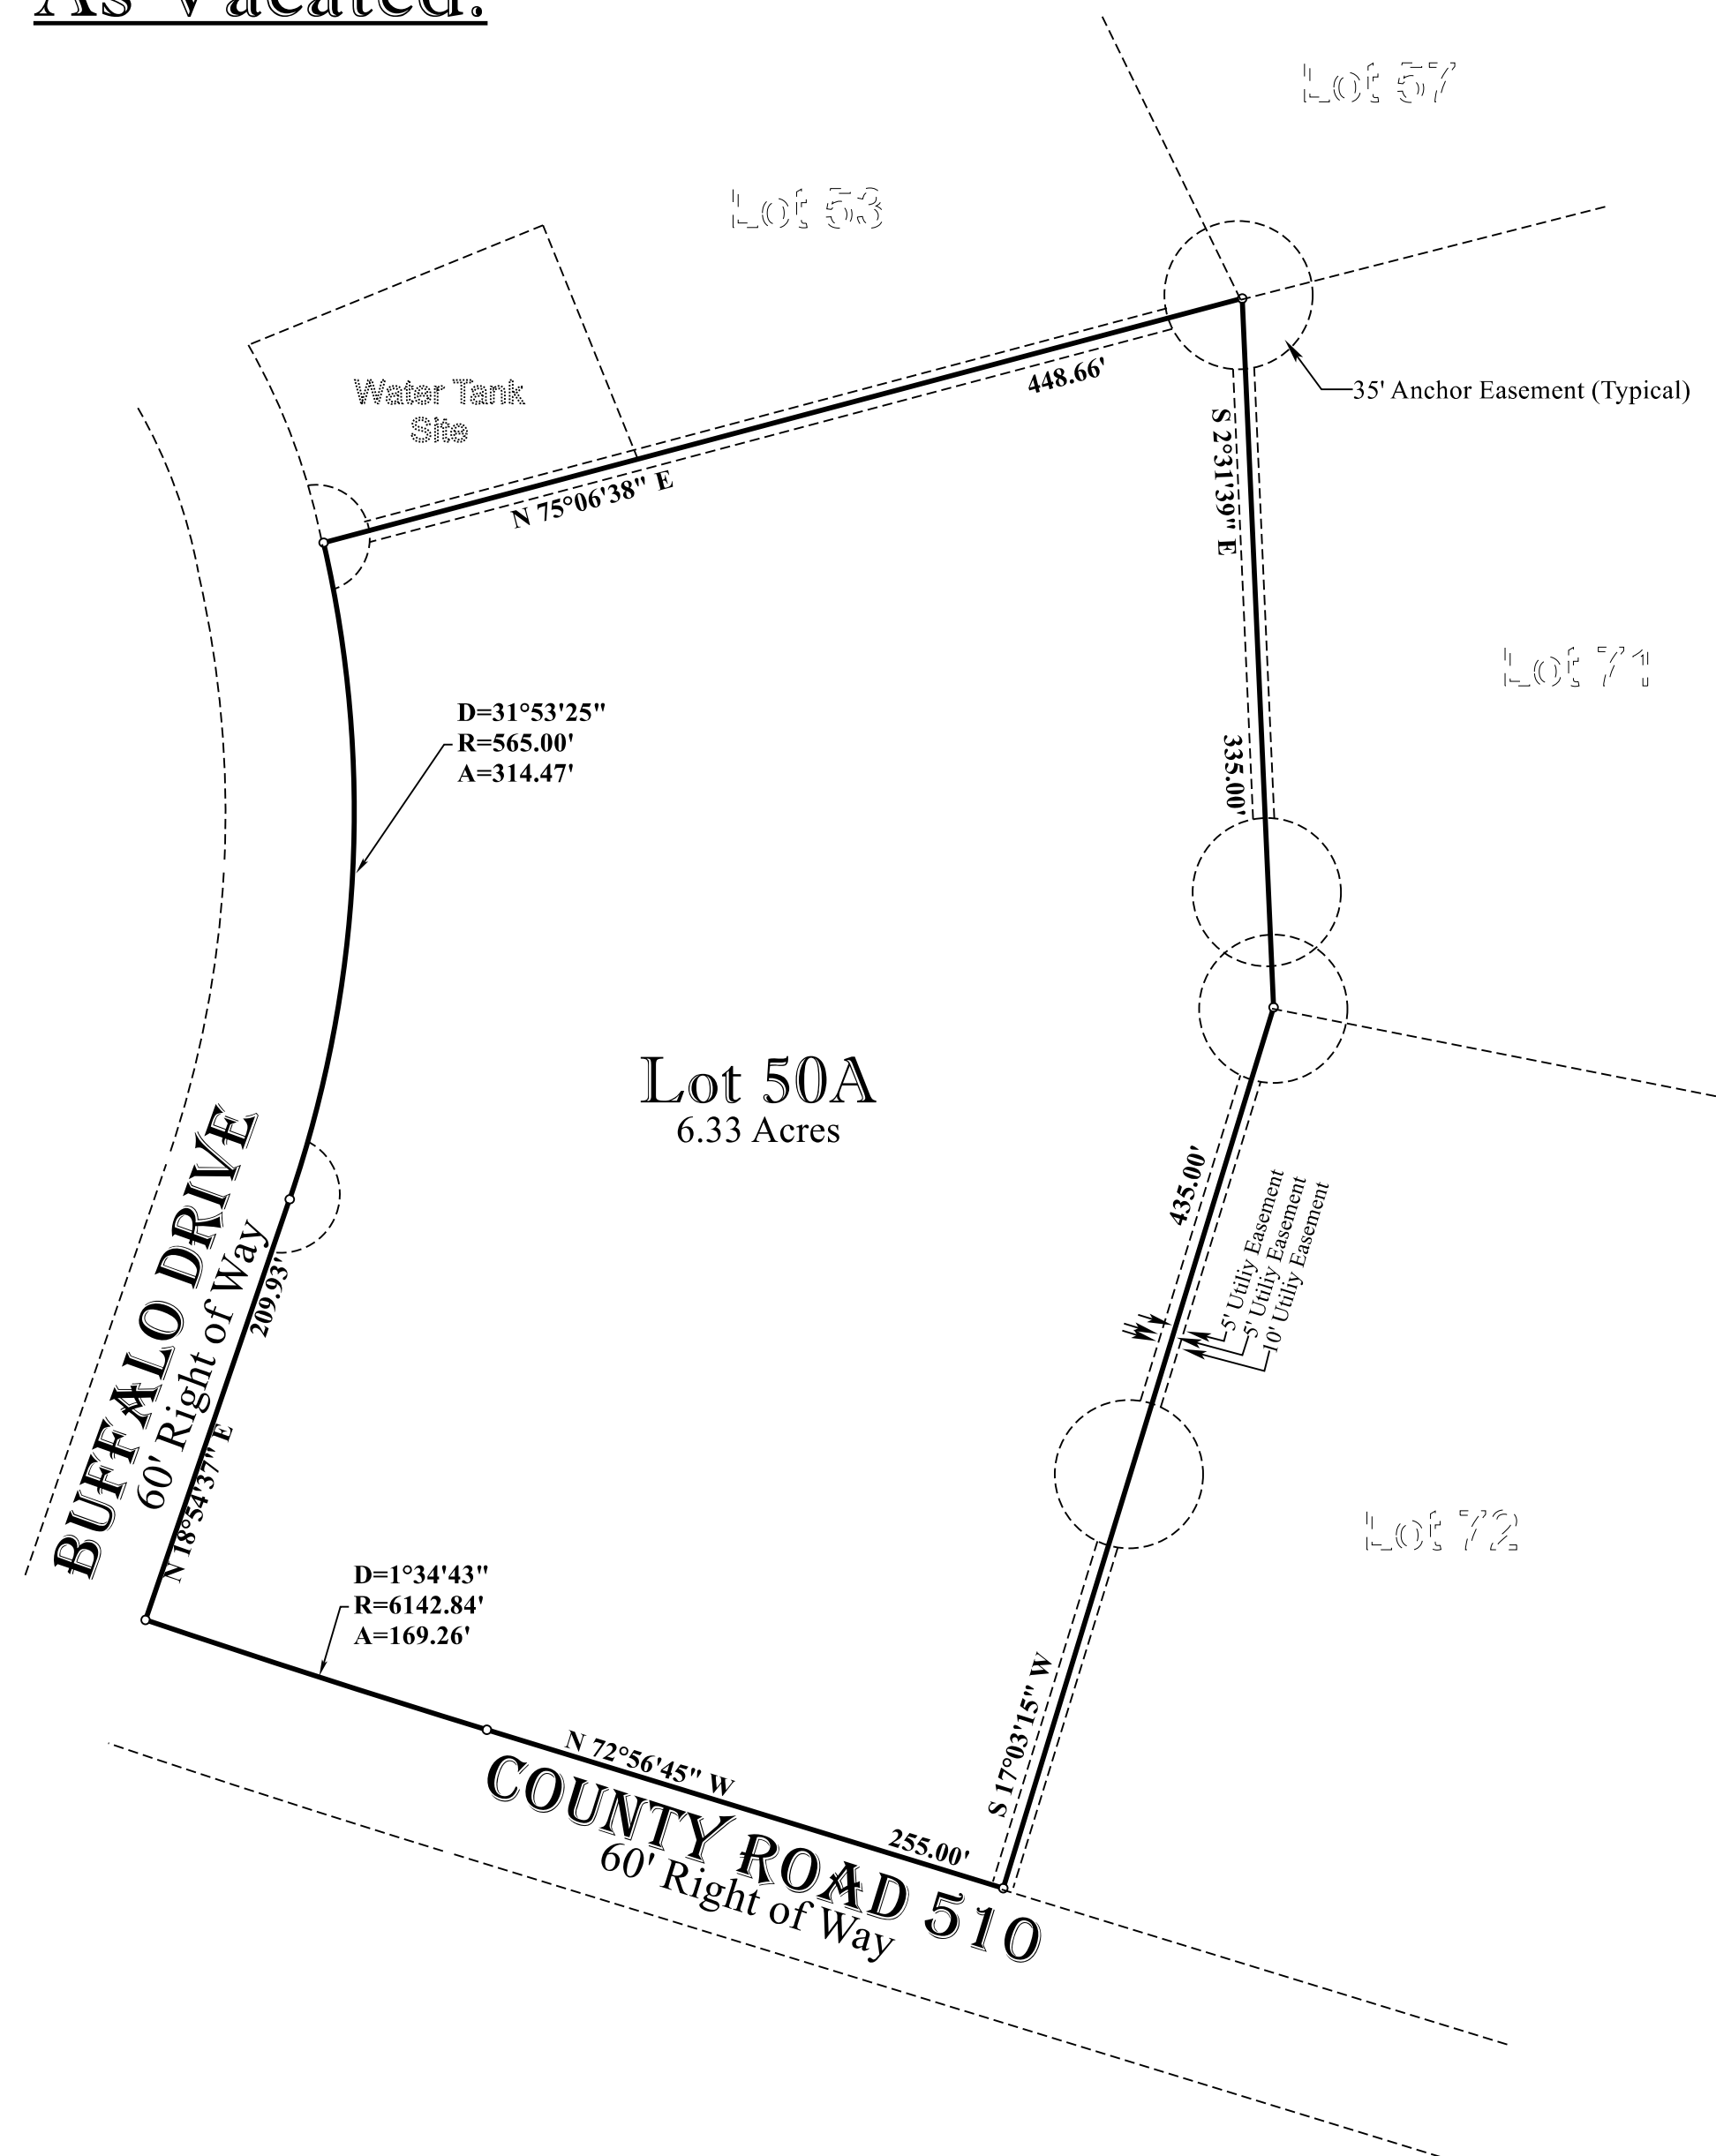 As Vacated:
Lot 57
Lot 53
Water Tank
Site
448.66'
35' Anchor Easement (Typical)
N 75°06'38" E
S 2°31'39" E
Lot 71
D=31°53'25"
R=565.00'
A=314.47'
335.00'
Lot 50A
6.33 Acres
BUFFALO DRIVE
60' Right of Way
209.93'
N 18°54'37" E
435.00'
5' Utiliy Easement
5' Utiliy Easement
10' Utiliy Easement
Lot 72
D=1°34'43"
R=6142.84'
A=169.26'
S 17°03'15" W
N 72°56'45" W
255.00'
COUNTY ROAD 510
60' Right of Way